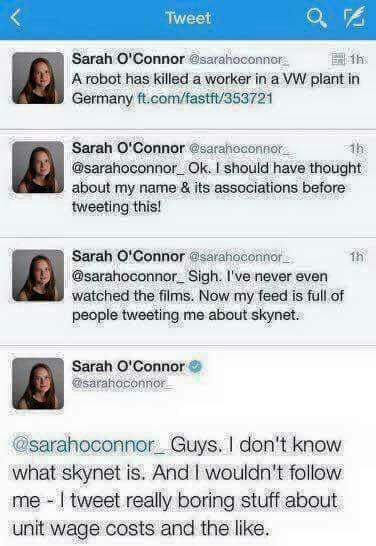 Tweet
Sarah O'Connor @sarahoconnor_ 1h
A robot has killed a worker in a VW plant in
Germany ft.com/fastft/353721
Sarah O'Connor @sarahoconnor_ 1h
@sarahoconnor_ Ok. I should have thought
about my name & its associations before
tweeting this!
Sarah O'Connor @sarahoconnor_ 1h
@sarahoconnor_ Sigh. I've never even
watched the films. Now my feed is full of
people tweeting me about skynet.
Sarah O'Connor
@sarahoconnor_
@sarahoconnor_ Guys. I don't know
what skynet is. And I wouldn't follow
me - I tweet really boring stuff about
unit wage costs and the like.